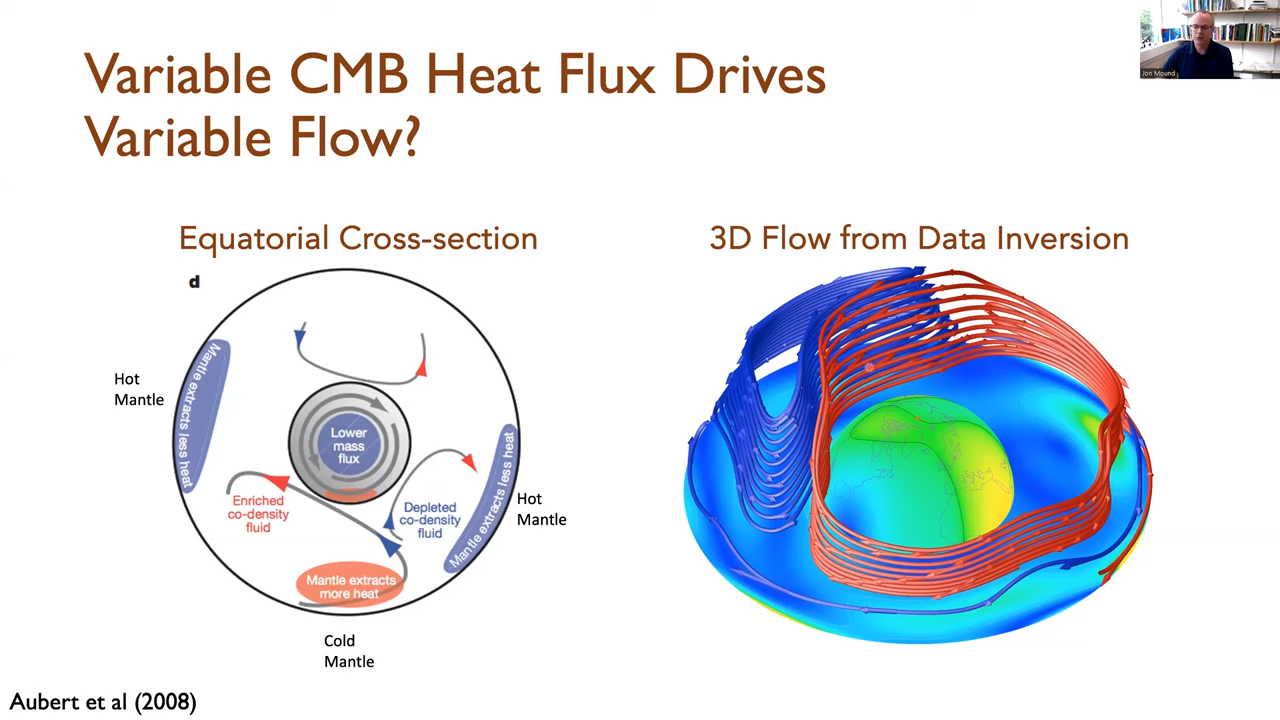 Variable CMB Heat Flux Drives
Variable Flow?
Jon Mound
Equatorial Cross-section
d
Hot
Mantle
Mantle extracts less heat
Lower
mass
flux
Enriched
co-density
fluid
Depleted
co-density
fluid
Mantle extracts less heat
Hot
Mantle
Mantle extracts
more heat
Cold
Mantle
3D Flow from Data Inversion
Aubert et al (2008)